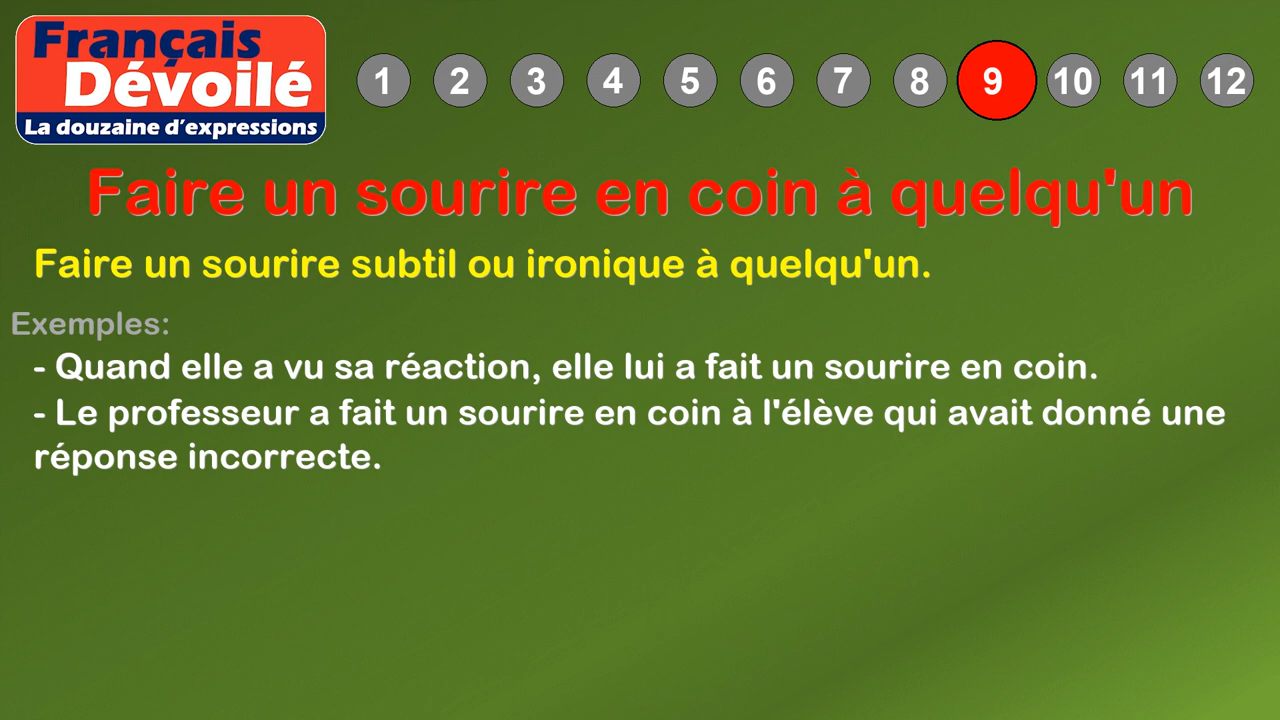 Français
Dévoilé
La douzaine d'expressions
1 2 3 4 5 6 7 8 9 10 11 12
Faire un sourire en coin à quelqu'un
Faire un sourire subtil ou ironique à quelqu'un.
Exemples:
- Quand elle a vu sa réaction, elle lui a fait un sourire en coin.
- Le professeur a fait un sourire en coin à l'élève qui avait donné une
réponse incorrecte.